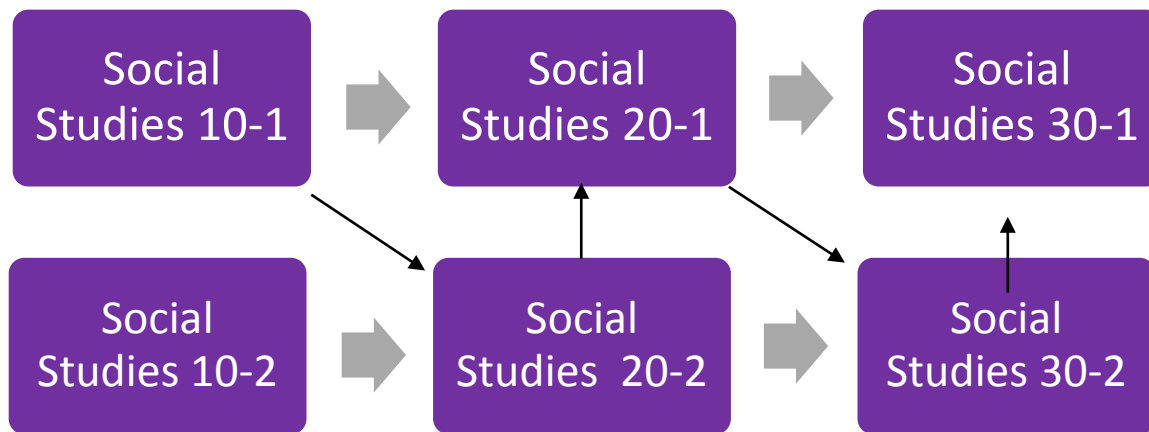 Social
Studies 10-1
Social
Studies 20-1
Social
Studies 30-1
Social
Studies 10-2
Social
Studies  20-2
Social
Studies 30-2